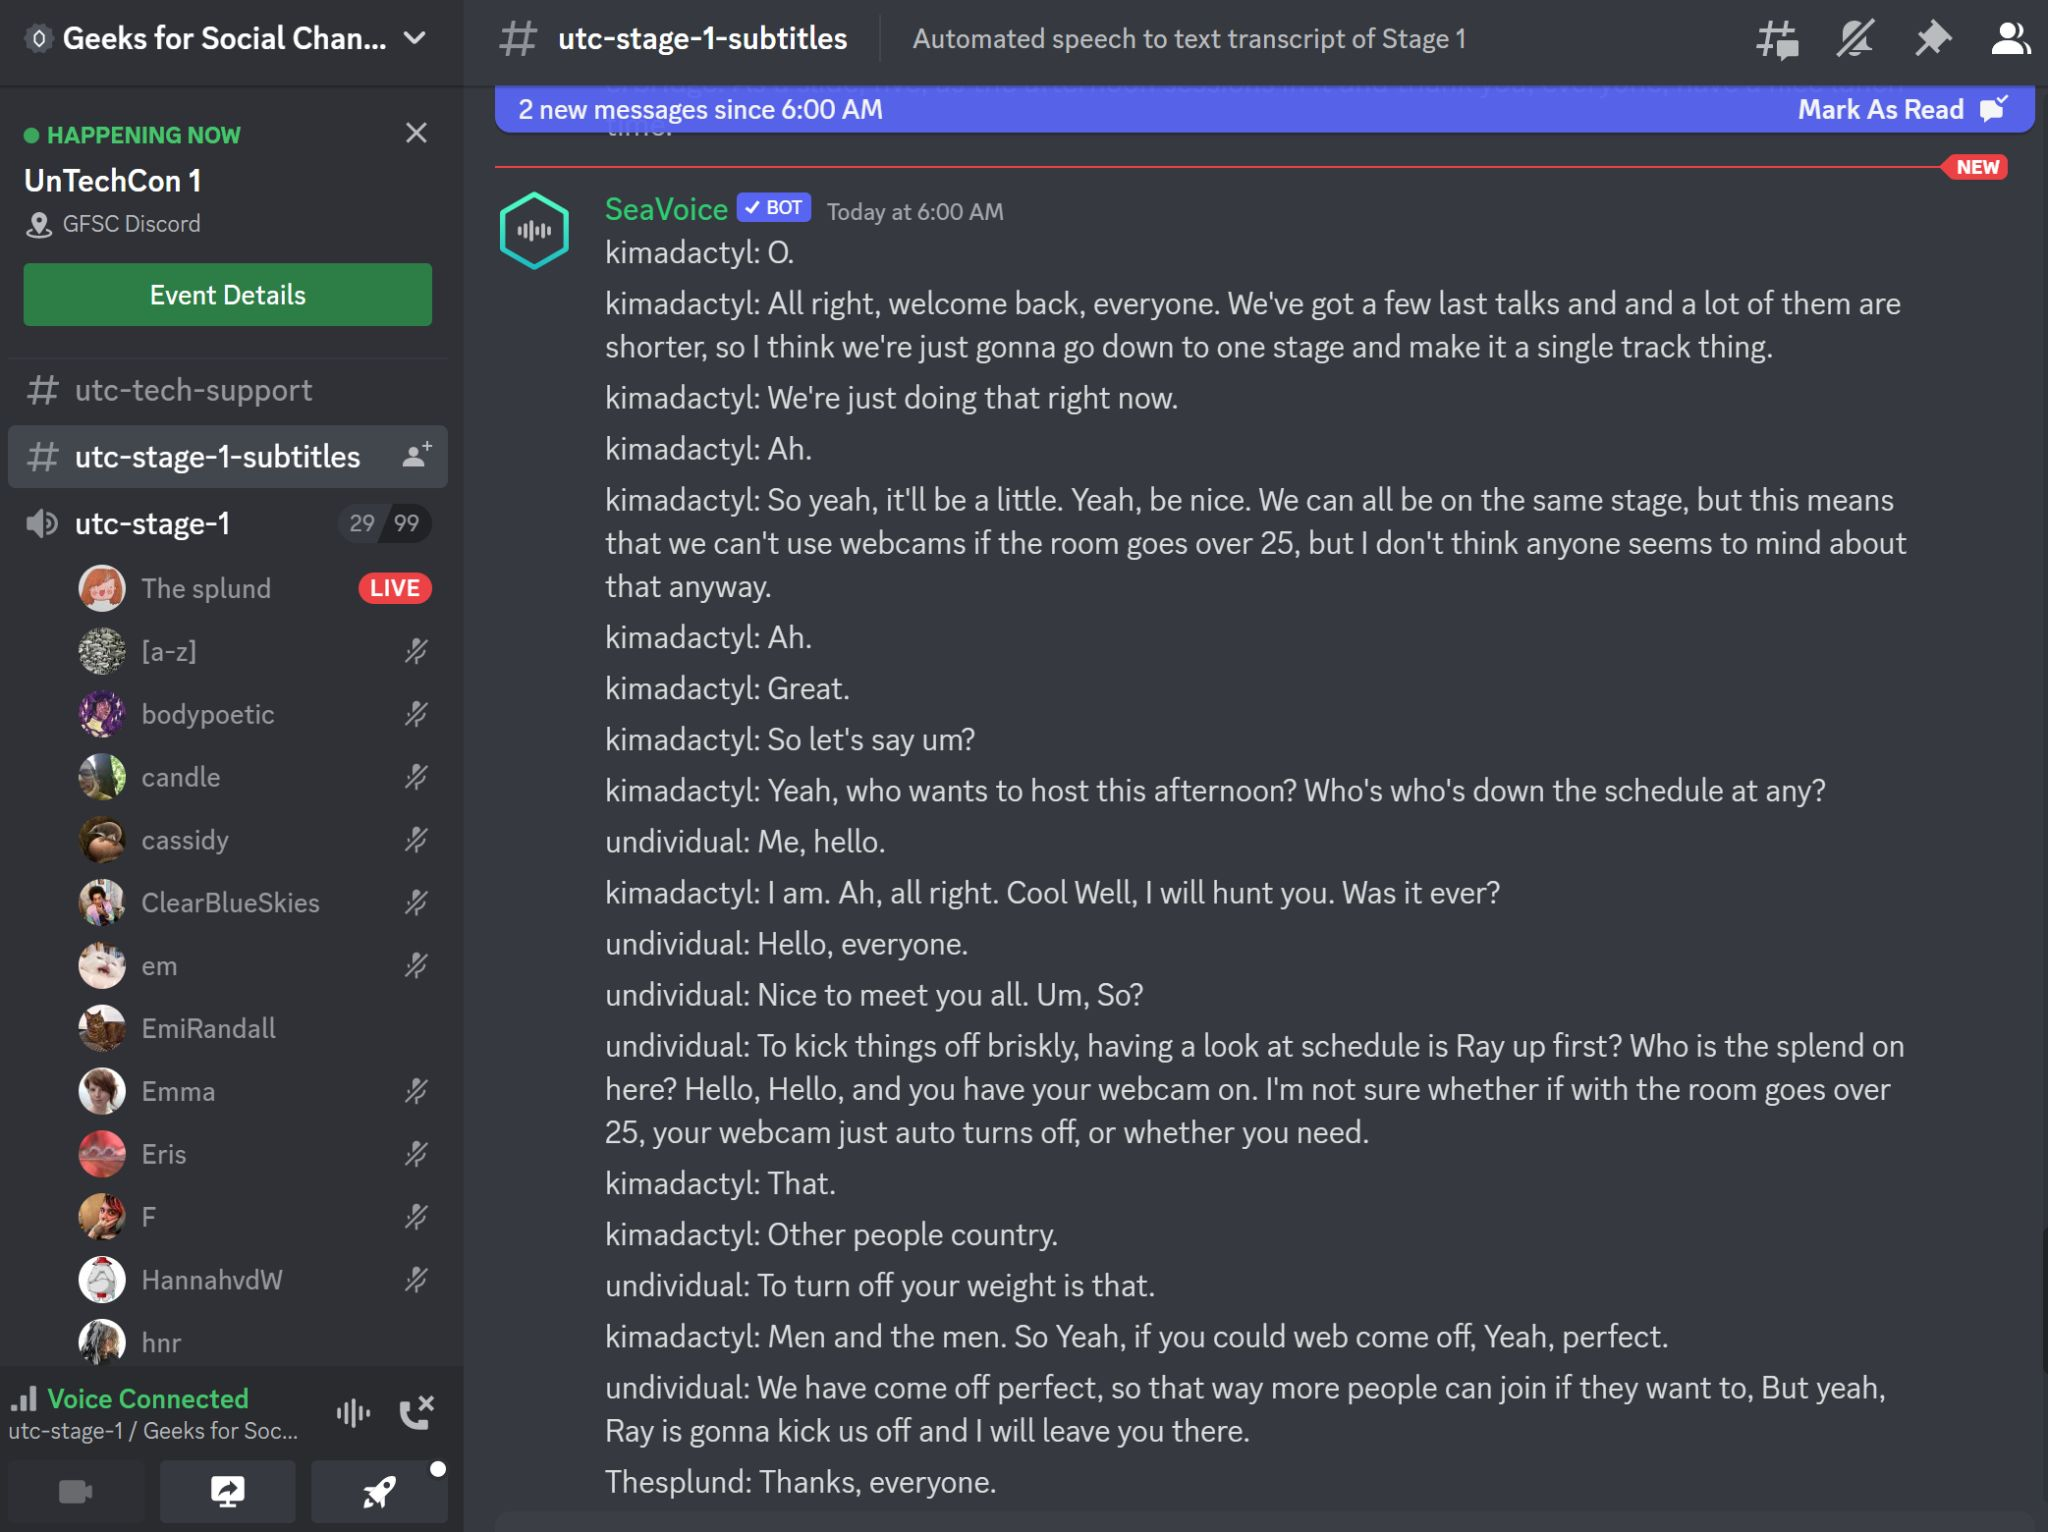 Geeks for Social Chan...
HAPPENING NOW
UnTechCon 1
GFSC Discord
Event Details
utc-tech-support
utc-stage-1-subtitles
utc-stage-1
29 99
The splund
LIVE
[a-z]
bodypoetic
candle
cassidy
ClearBlueSkies
em
EmiRandall
Emma
Eris
F
HannahvdW
hnr
Voice Connected
utc-stage-1 / Geeks for Soc...
utc-stage-1-subtitles
Automated speech to text transcript of Stage 1
2 new messages since 6:00 AM
Mark As Read
time.
NEW
SeaVoice BOT Today at 6:00 AM
kimadactyl: O.
kimadactyl: All right, welcome back, everyone. We've got a few last talks and and a lot of them are
shorter, so I think we're just gonna go down to one stage and make it a single track thing.
kimadactyl: We're just doing that right now.
kimadactyl: Ah.
kimadactyl: So yeah, it'll be a little. Yeah, be nice. We can all be on the same stage, but this means
that we can't use webcams if the room goes over 25, but I don't think anyone seems to mind about
that anyway.
kimadactyl: Ah.
kimadactyl: Great.
kimadactyl: So let's say um?
kimadactyl: Yeah, who wants to host this afternoon? Who's who's down the schedule at any?
undividual: Me, hello.
kimadactyl: I am. Ah, all right. Cool Well, I will hunt you. Was it ever?
undividual: Hello, everyone.
undividual: Nice to meet you all. Um, So?
undividual: To kick things off briskly, having a look at schedule is Ray up first? Who is the splend on
here? Hello, Hello, and you have your webcam on. I'm not sure whether if with the room goes over
25, your webcam just auto turns off, or whether you need.
kimadactyl: That.
kimadactyl: Other people country.
undividual: To turn off your weight is that.
kimadactyl: Men and the men. So Yeah, if you could web come off, Yeah, perfect.
undividual: We have come off perfect, so that way more people can join if they want to, But yeah,
Ray is gonna kick us off and I will leave you there.
Thesplund: Thanks, everyone.